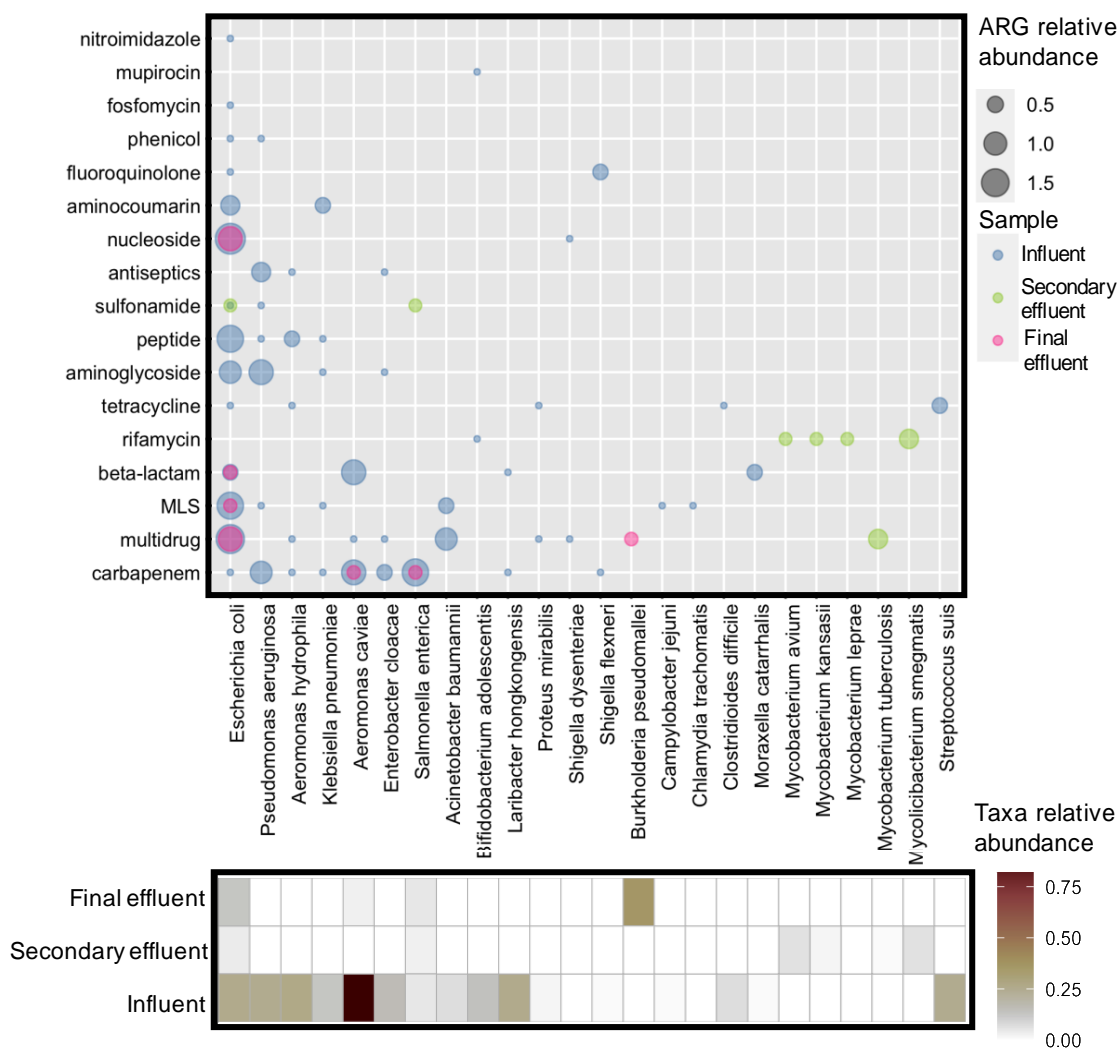 ARG relative
abundance
0.5
1.0
1.5
Sample
Influent
Secondary
effluent
Final
effluent
nitroimidazole
mupirocin
fosfomycin
phenicol
fluoroquinolone
aminocoumarin
nucleoside
antiseptics
sulfonamide
peptide
aminoglycoside
tetracycline
rifamycin
beta-lactam
MLS
multidrug
carbapenem
Escherichia coli
Pseudomonas aeruginosa
Aeromonas hydrophila
Klebsiella pneumoniae
Aeromonas caviae
Enterobacter cloacae
Salmonella enterica
Acinetobacter baumannii
Bifidobacterium adolescentis
Laribacter hongkongensis
Proteus mirabilis
Shigella dysenteriae
Shigella flexneri
Burkholderia pseudomallei
Campylobacter jejuni
Chlamydia trachomatis
Clostridioides difficile
Moraxella catarrhalis
Mycobacterium avium
Mycobacterium kansasii
Mycobacterium leprae
Mycobacterium tuberculosis
Mycolicibacterium smegmatis
Streptococcus suis
Taxa relative
abundance
0.75
0.50
0.25
0.00
Final effluent
Secondary effluent
Influent